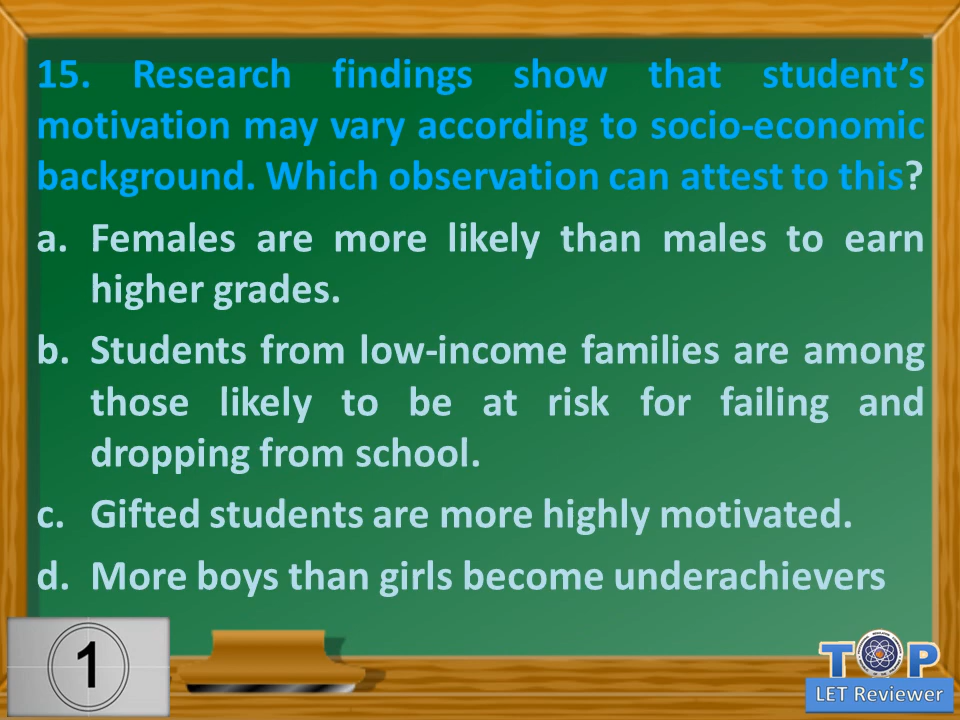 15. Research findings show that student’s
motivation may vary according to socio-economic
background. Which observation can attest to this?
a. Females are more likely than males to earn
higher grades.
b. Students from low-income families are among
those likely to be at risk for failing and
dropping from school.
c. Gifted students are more highly motivated.
d. More boys than girls become underachievers
1
TOP
LET Reviewer